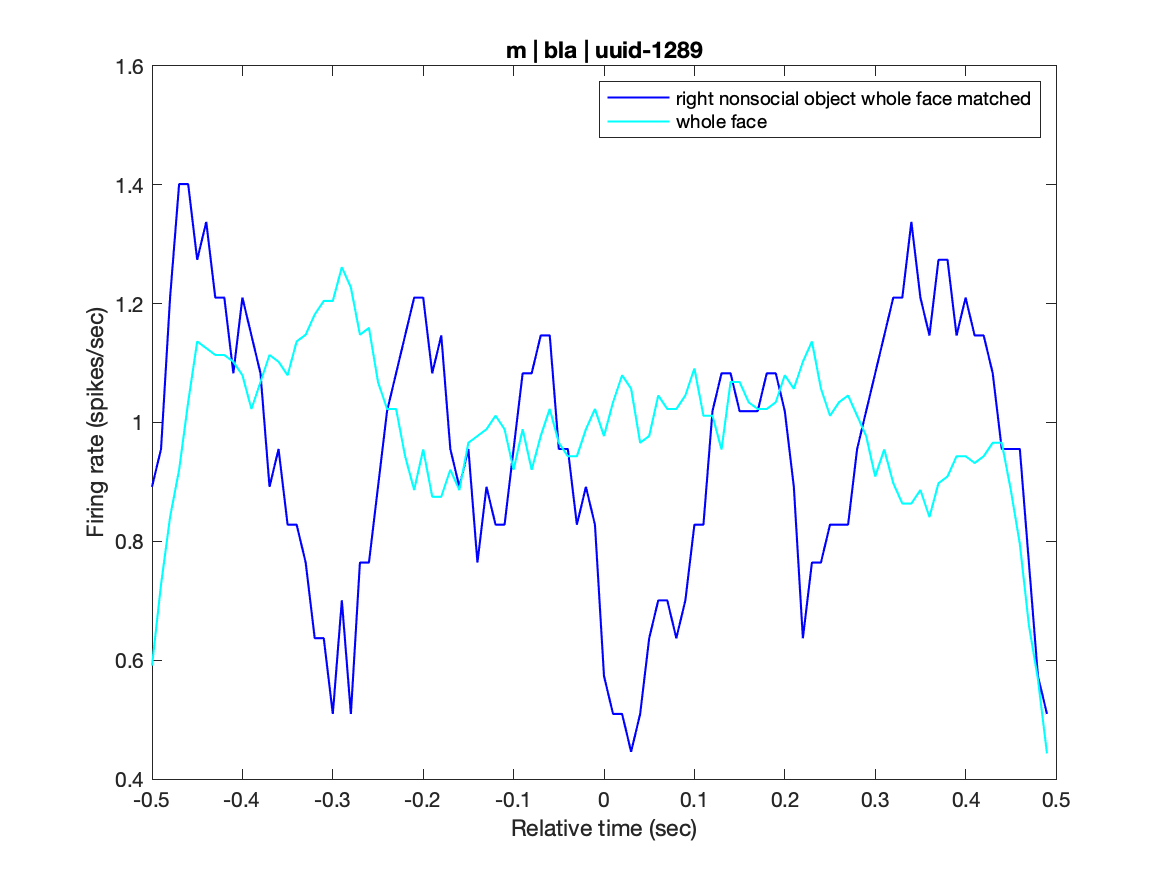 m | bla | uuid-1289
1.6
1.4
1.2
1
0.8
0.6
0.4
Firing rate (spikes/sec)
right nonsocial object whole face matched
whole face
-0.5 -0.4 -0.3 -0.2 -0.1 0 0.1 0.2 0.3 0.4 0.5
Relative time (sec)